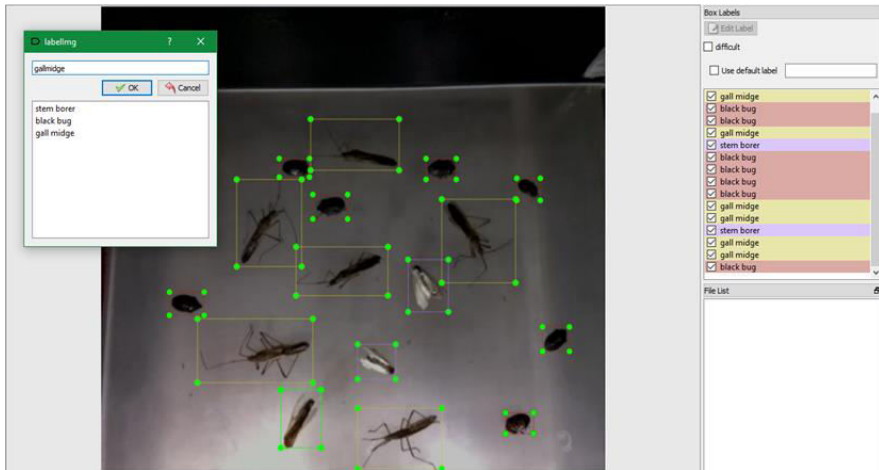 labelImg
gallmidge
OK
Cancel
stem borer
black bug
gall midge
Box Labels
Edit Label
difficult
Use default label
gall midge
black bug
black bug
gall midge
stem borer
black bug
black bug
black bug
black bug
gall midge
gall midge
stem borer
gall midge
gall midge
black bug
File List